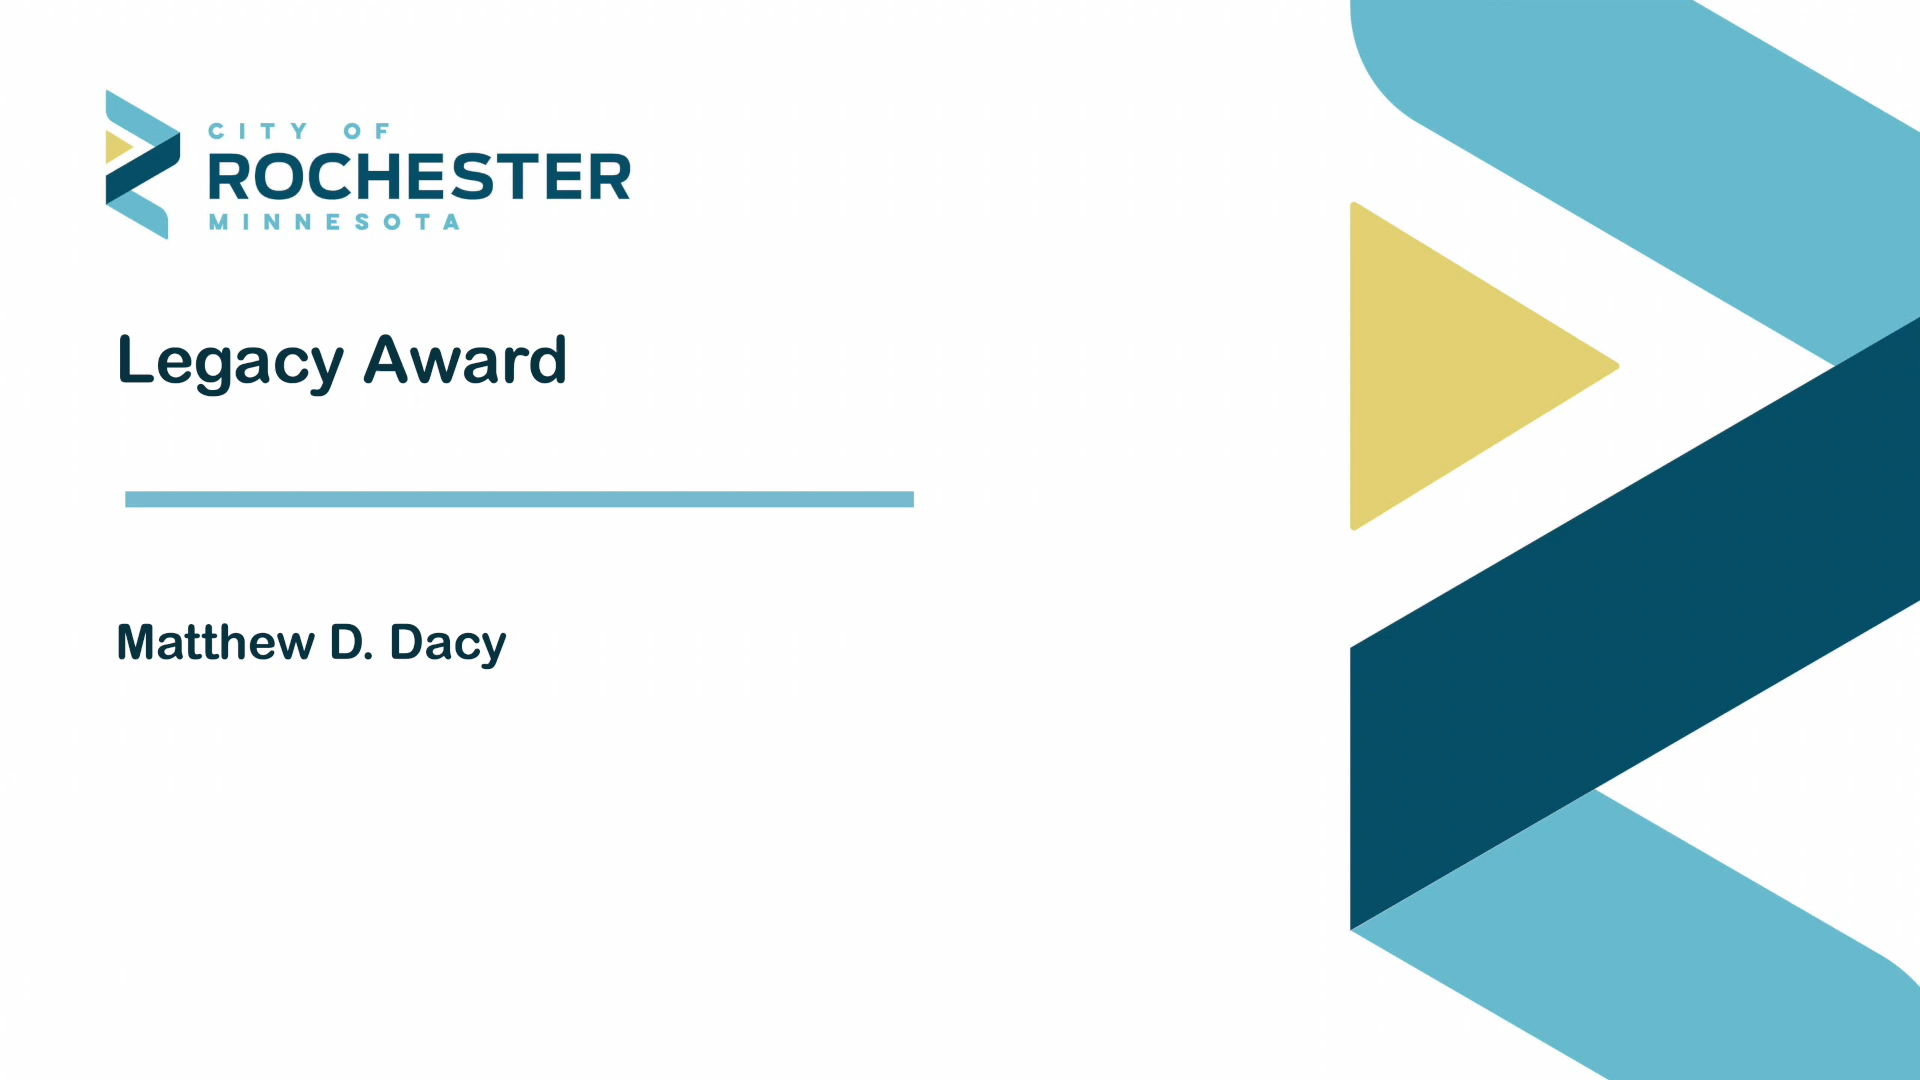 CITY OF
ROCHESTER
MINNESOTA
Legacy Award
Matthew D. Dacy